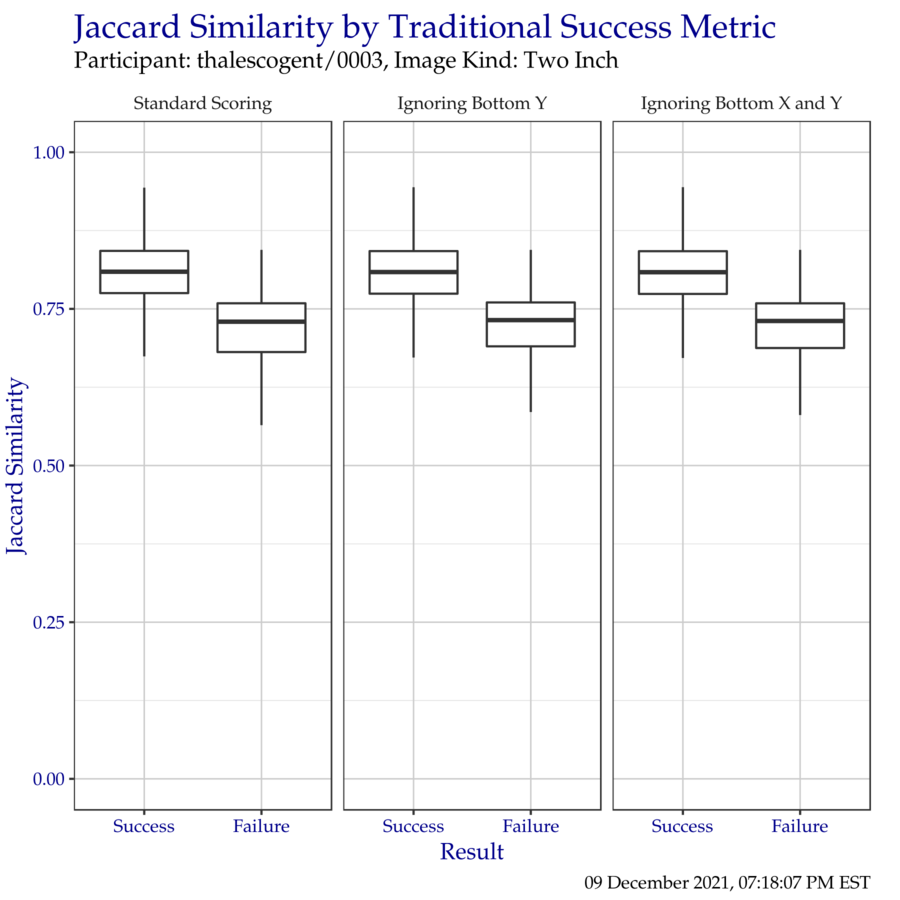 Jaccard Similarity by Traditional Success Metric
Participant: thalescogent/0003, Image Kind: Two Inch
Standard Scoring
Ignoring Bottom Y
Ignoring Bottom X and Y
Jaccard Similarity
1.00
0.75
0.50
0.25
0.00
Success
Failure
Success
Failure
Success
Failure
Result
09 December 2021, 07:18:07 PM EST